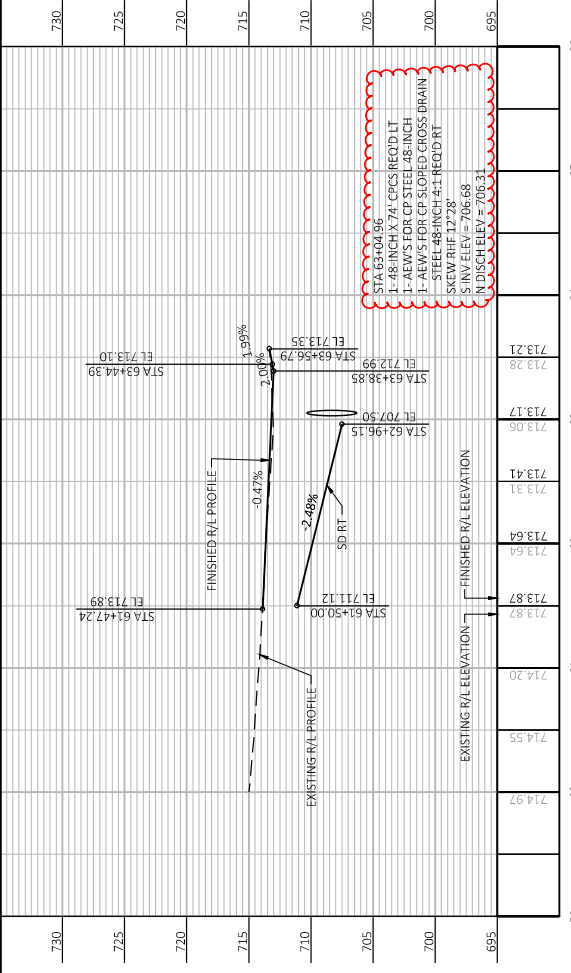 730
725
720
715
710
705
700
695
STA 61+47.24
EL 713.89
STA 63+44.39
EL 713.10
1.99%
2.00%
STA 63+56.79
EL 713.35
STA 63+38.85
EL 712.99
FINISHED R/L PROFILE
-0.47%
EXISTING R/L PROFILE
STA 61+50.00
EL 711.12
-2.48%
SD RT
STA 62+96.15
EL 707.50
STA 63+04.96
1- 48-INCH X 74' CPCS REQ'D LT
1- AEW'S FOR CP STEEL 48-INCH
1- AEW'S FOR CP SLOPED CROSS DRAIN
STEEL 48-INCH 4:1 REQ'D RT
SKEW RHF 12°28'
S INV ELEV = 706.68
N DISCH ELEV = 706.31
EXISTING R/L ELEVATION
FINISHED R/L ELEVATION
714.97
714.55
714.20
713.87
713.87
713.64
713.64
713.31
713.41
713.06
713.17
713.28
713.21
730
725
720
715
710
705
700
695